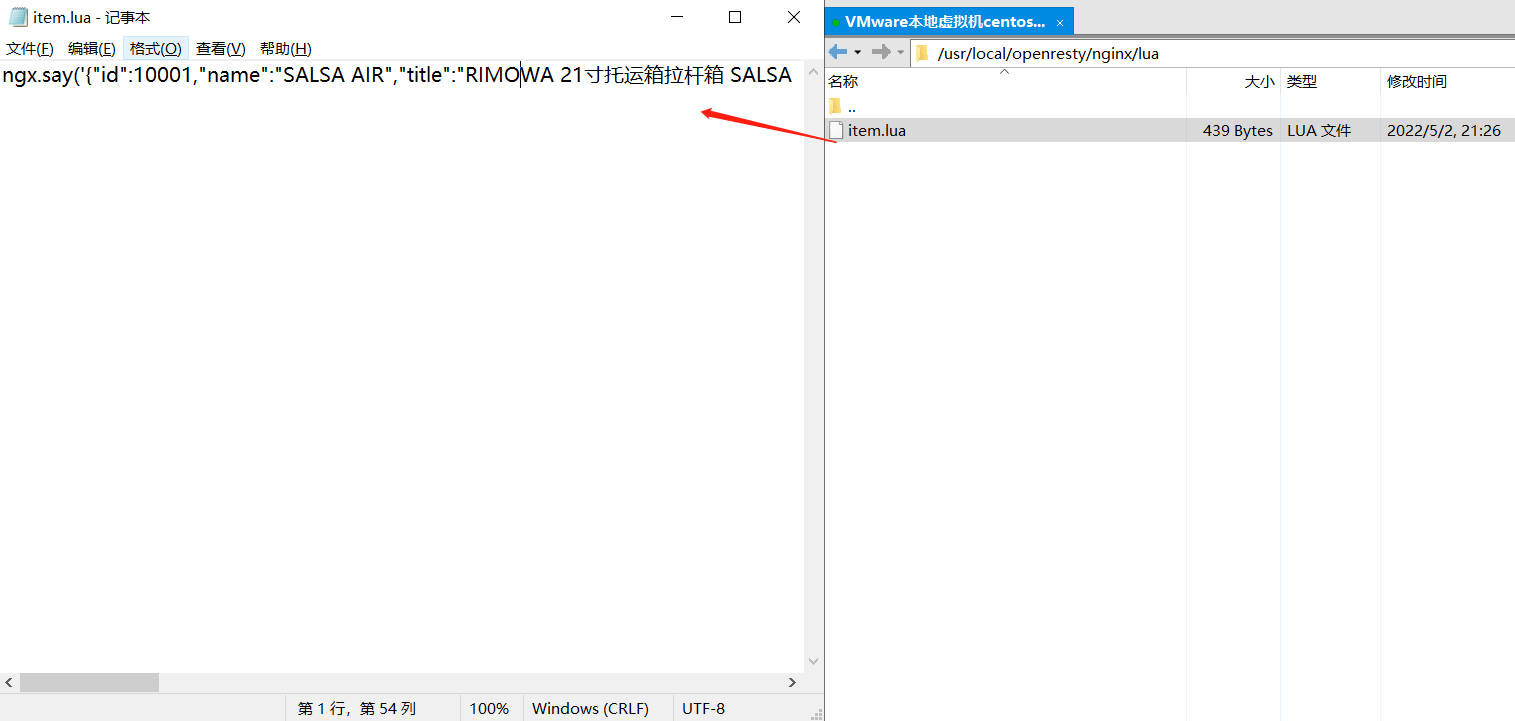 item.lua - 记事本
文件(F) 编辑(E) 格式(O) 查看(V) 帮助(H)
ngx.say('{"id":10001,"name":"SALSA AIR","title":"RIMOWA 21寸托运箱拉杆箱 SALSA
第 1 行，第 54 列 100% Windows (CRLF) UTF-8
VMware本地虚拟机centos... ×
/usr/local/openresty/nginx/lua
名称 大小 类型 修改时间
..
item.lua 439 Bytes LUA 文件 2022/5/2, 21:26